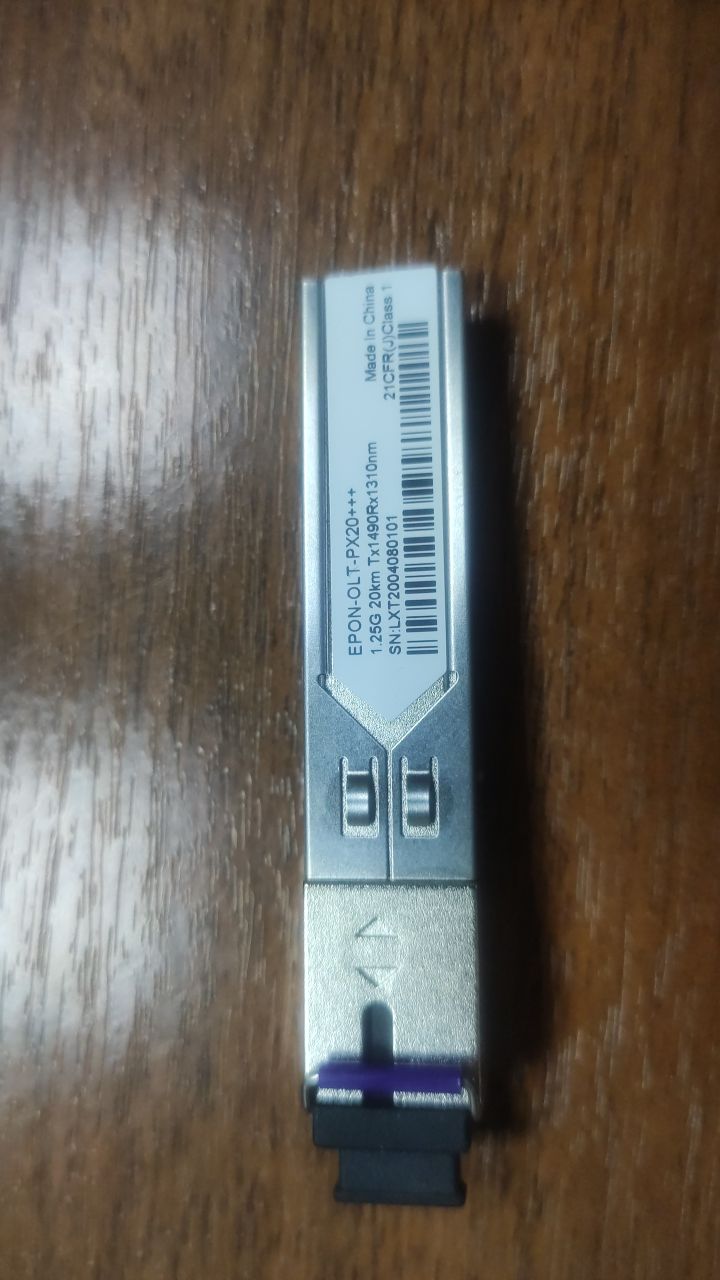 EPON-OLT-PX20+++
Made In China
1.25G 20km Tx1490Rx1310nm
21CFR(J)Class 1
SN:LXT2004080101